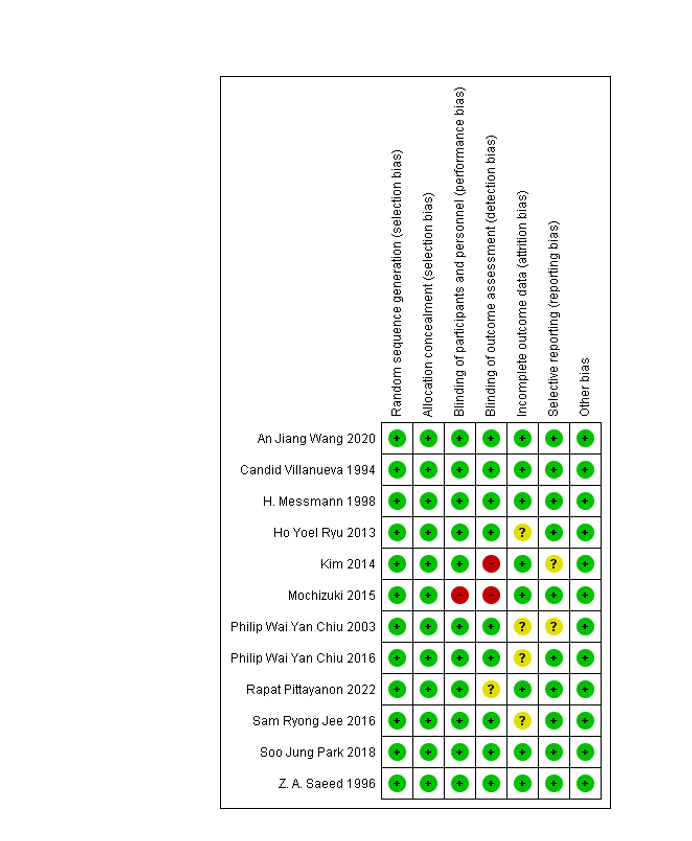 Random sequence generation (selection bias)
Allocation concealment (selection bias)
Blinding of participants and personnel (performance bias)
Blinding of outcome assessment (detection bias)
Incomplete outcome data (attrition bias)
Selective reporting (reporting bias)
Other bias
An Jiang Wang 2020 + + + + + + +
Candid Villanueva 1994 + + + + + + +
H. Messmann 1998 + + + + + + +
Ho Yoel Ryu 2013 + + + + ? + +
Kim 2014 + + + - + ? +
Mochizuki 2015 + + - - + + +
Philip Wai Yan Chiu 2003 + + + + ? ? +
Philip Wai Yan Chiu 2016 + + + + ? + +
Rapat Pittayanon 2022 + + + ? + + +
Sam Ryong Jee 2016 + + + + ? + +
Soo Jung Park 2018 + + + + + + +
Z. A. Saeed 1996 + + + + + + +